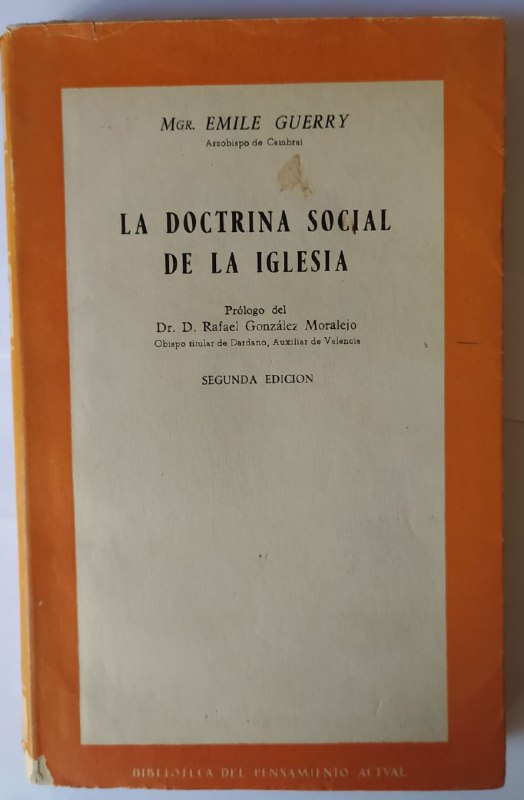 MGR. EMILE GUERRY
Arzobispo de Cambrai
LA DOCTRINA SOCIAL
DE LA IGLESIA
Prólogo del
Dr. D. Rafael González Moralejo
Obispo titular de Dardano, Auxiliar de Valencia
SEGUNDA EDICION
BIBLIOTECA DEL PENSAMIENTO ACTVAL